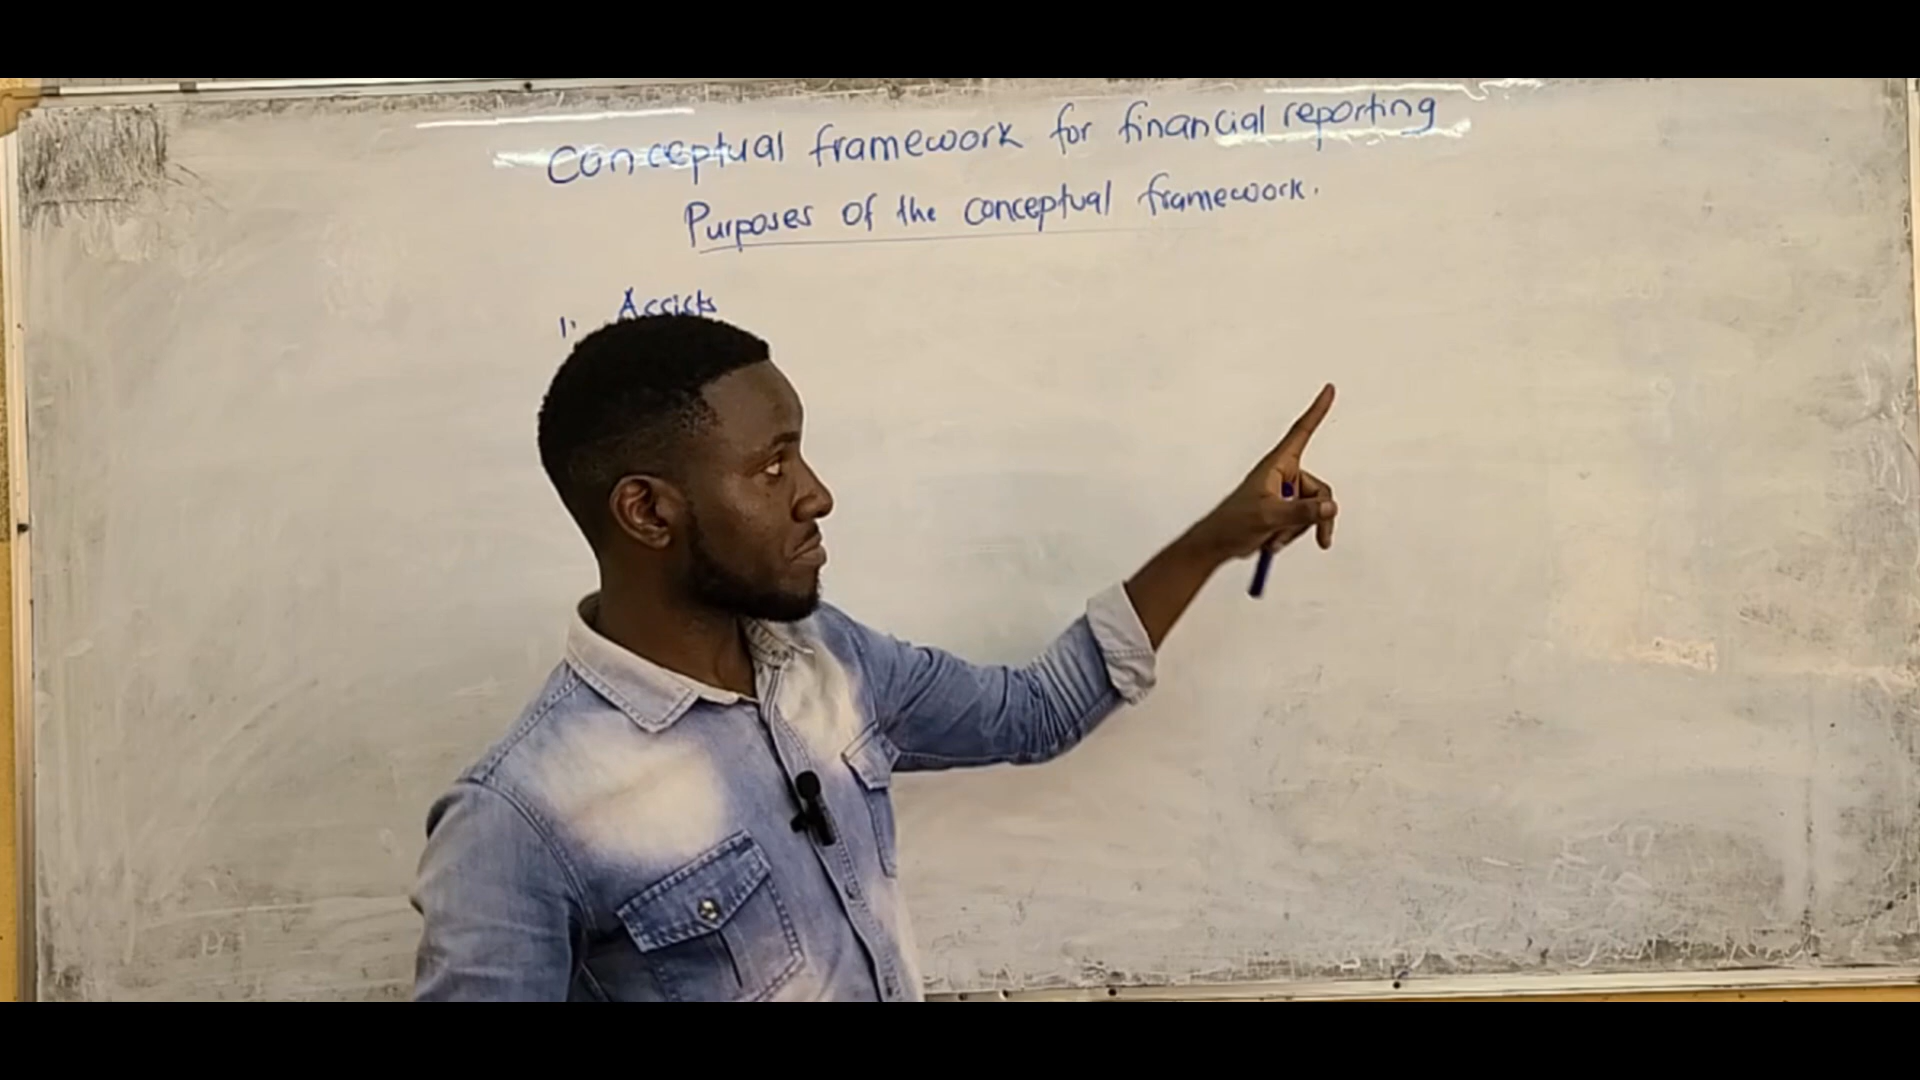 Conceptual framework for financial reporting
Purposes of the conceptual framework.
1. Assists